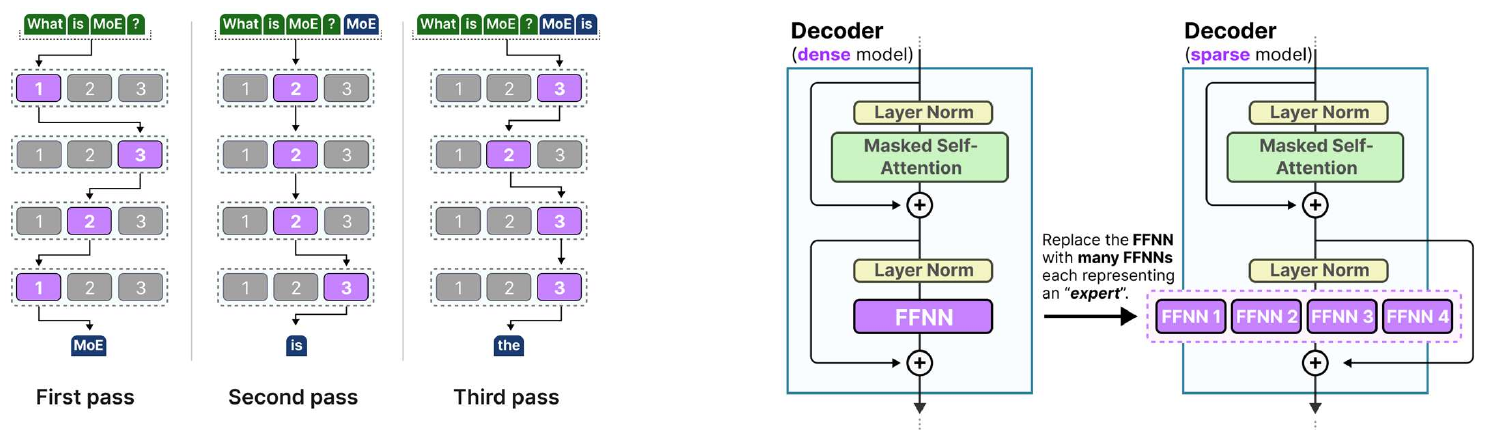 What is MoE ?
1 2 3
1 2 3
1 2 3
1 2 3
MoE
First pass
What is MoE ? MoE
1 2 3
1 2 3
1 2 3
1 2 3
is
Second pass
What is MoE ? MoE is
1 2 3
1 2 3
1 2 3
1 2 3
the
Third pass
Decoder
(dense model)
Layer Norm
Masked Self-
Attention
+
Layer Norm
FFNN
+
Replace the FFNN
with many FFNNs
each representing
an “expert”.
Decoder
(sparse model)
Layer Norm
Masked Self-
Attention
+
Layer Norm
FFNN 1 FFNN 2 FFNN 3 FFNN 4
+